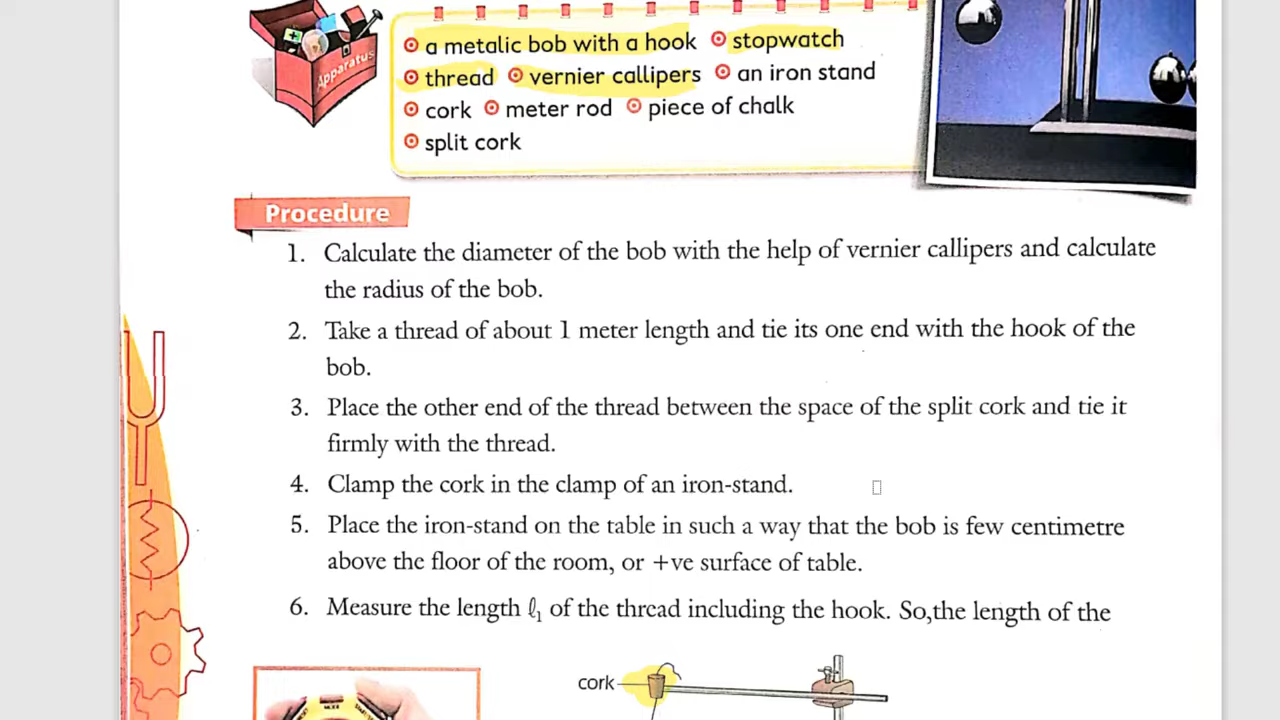 Apparatus
a metalic bob with a hook stopwatch
thread vernier callipers an iron stand
cork meter rod piece of chalk
split cork
Procedure
1. Calculate the diameter of the bob with the help of vernier callipers and calculate
the radius of the bob.
2. Take a thread of about 1 meter length and tie its one end with the hook of the
bob.
3. Place the other end of the thread between the space of the split cork and tie it
firmly with the thread.
4. Clamp the cork in the clamp of an iron-stand.
5. Place the iron-stand on the table in such a way that the bob is few centimetre
above the floor of the room, or +ve surface of table.
6. Measure the length ℓ₁ of the thread including the hook. So,the length of the
cork